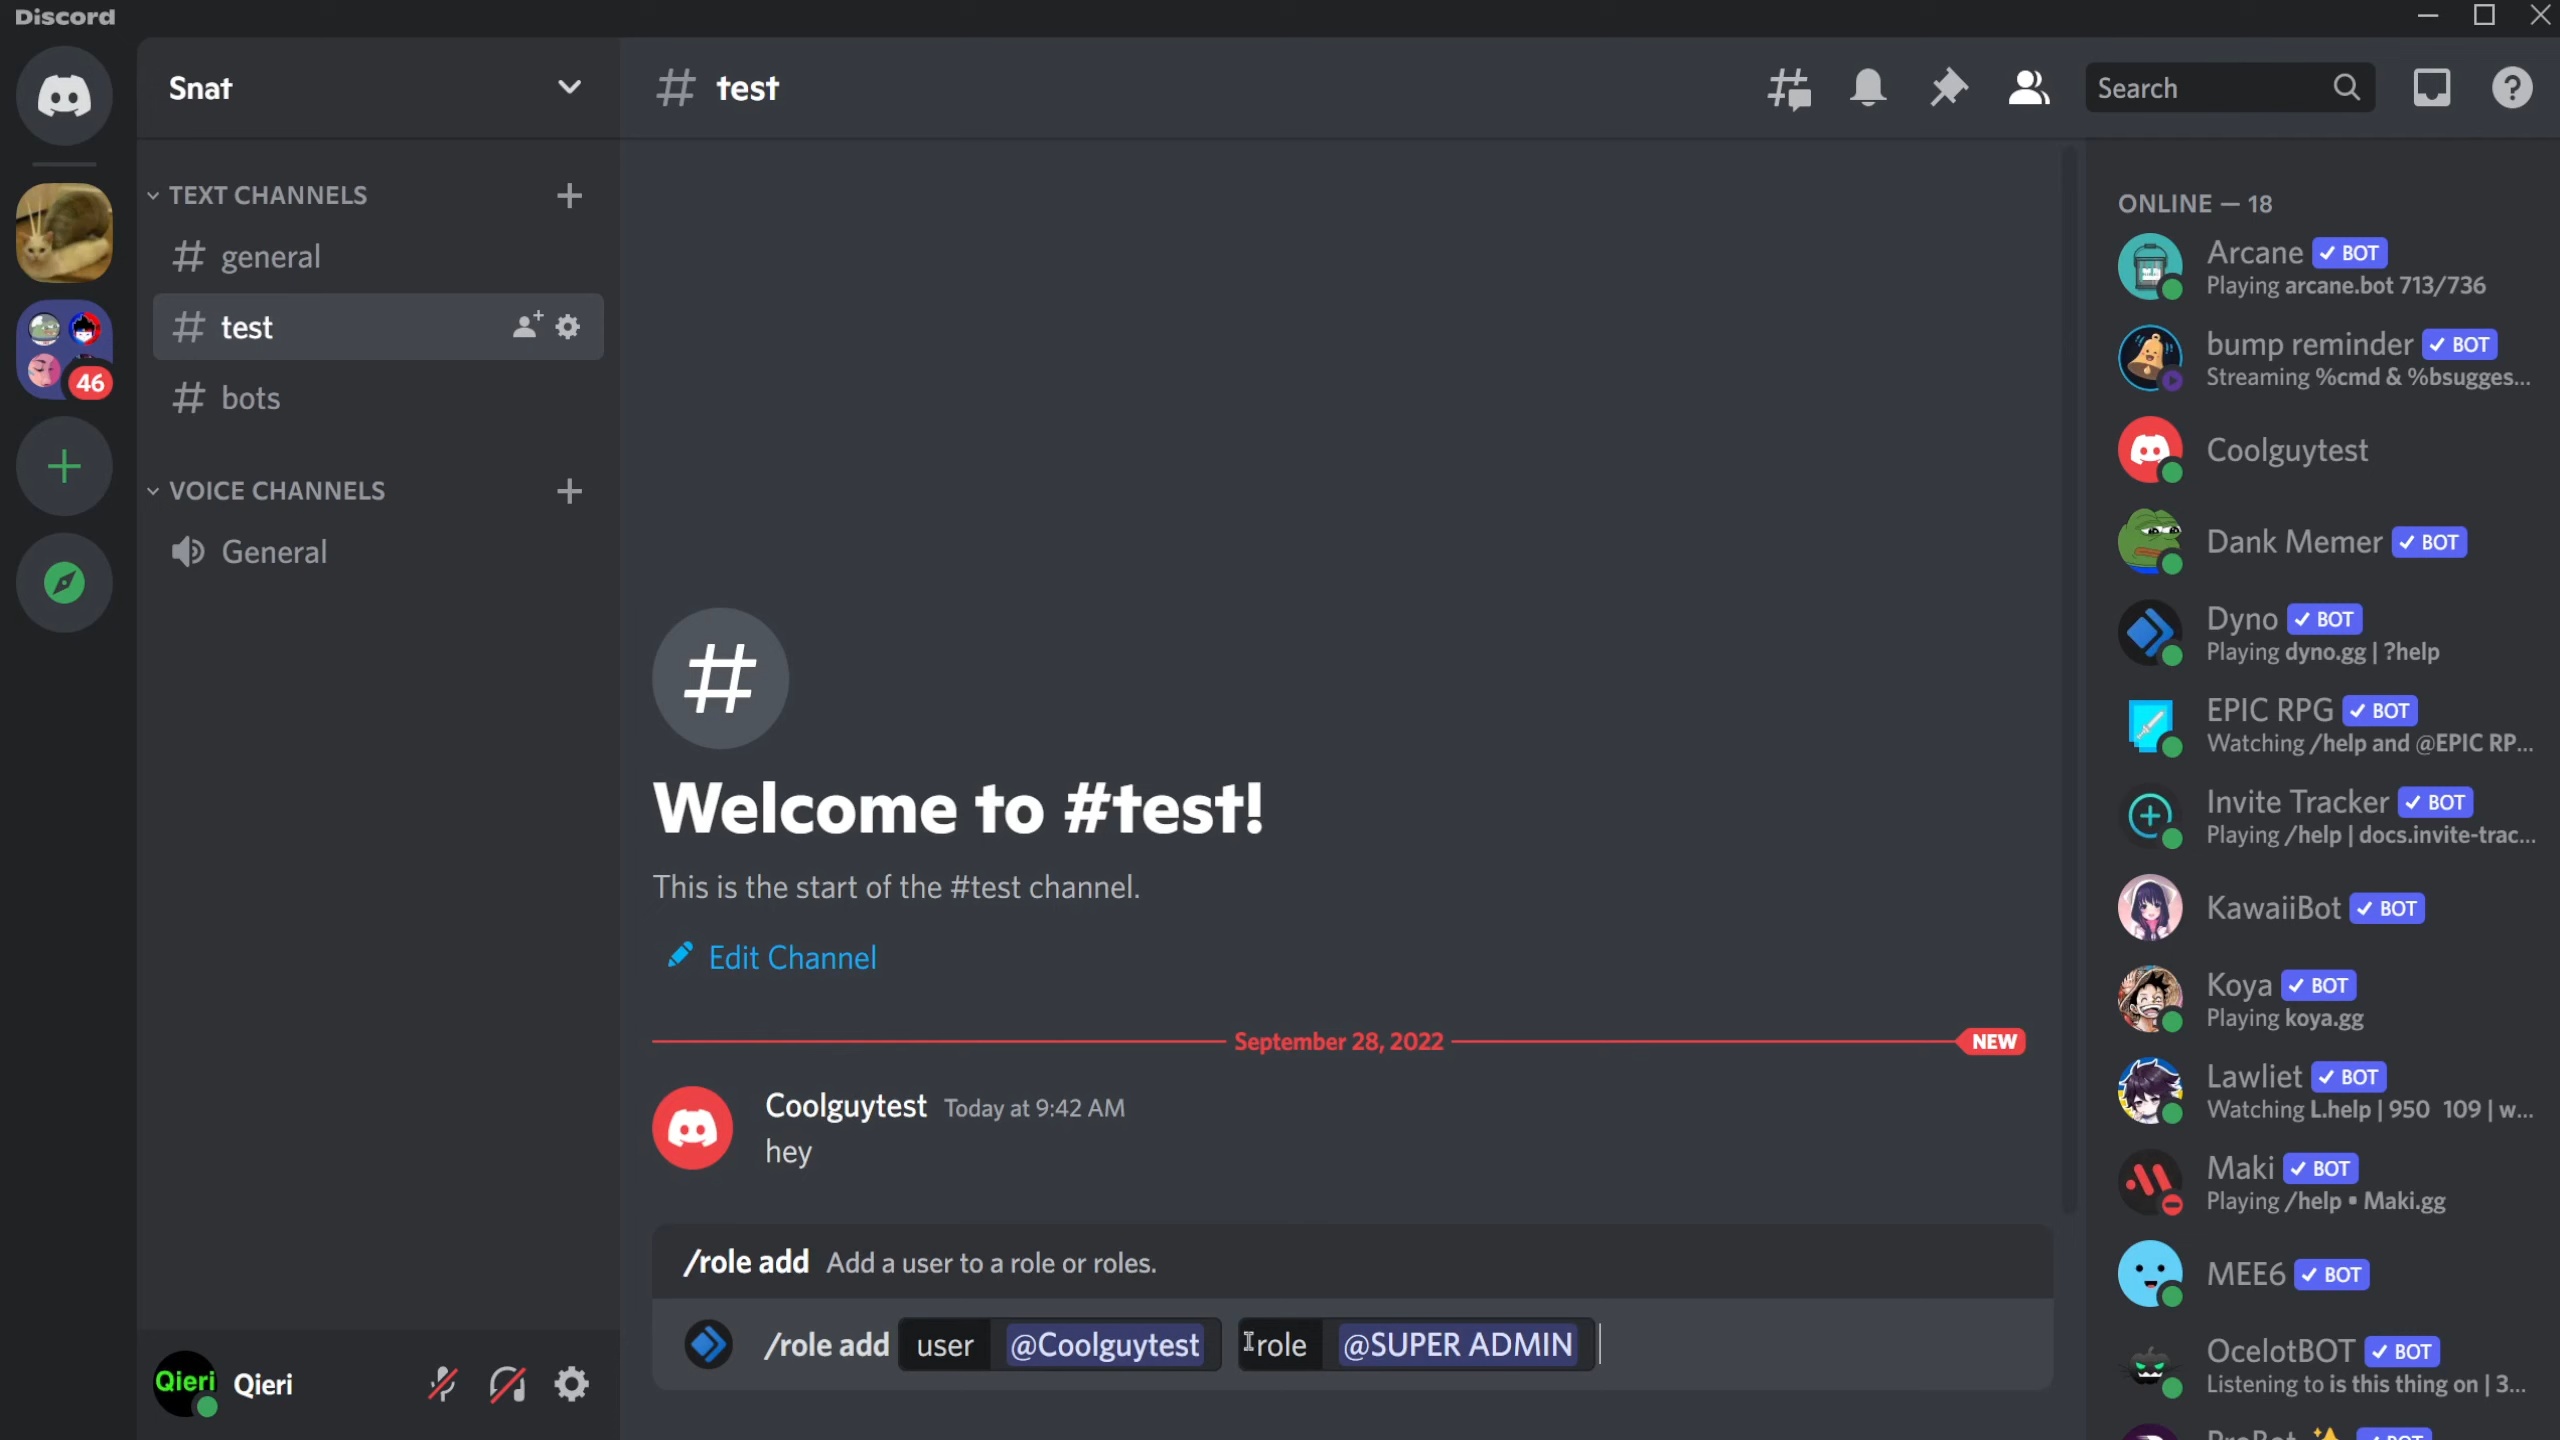 Discord
Snat
TEXT CHANNELS
general
test
bots
VOICE CHANNELS
General
46
Qieri
Qieri
# test
Search
Welcome to #test!
This is the start of the #test channel.
Edit Channel
September 28, 2022
NEW
Coolguytest Today at 9:42 AM
hey
/role add Add a user to a role or roles.
/role add user @Coolguytest role @SUPER ADMIN
ONLINE — 18
Arcane BOT
Playing arcane.bot 713/736
bump reminder BOT
Streaming %cmd & %bsugges...
Coolguytest
Dank Memer BOT
Dyno BOT
Playing dyno.gg | ?help
EPIC RPG BOT
Watching /help and @EPIC RP...
Invite Tracker BOT
Playing /help | docs.invite-trac...
KawaiiBot BOT
Koya BOT
Playing koya.gg
Lawliet BOT
Watching L.help | 950 109 | w...
Maki BOT
Playing /help • Maki.gg
MEE6 BOT
OcelotBOT BOT
Listening to is this thing on | 3...